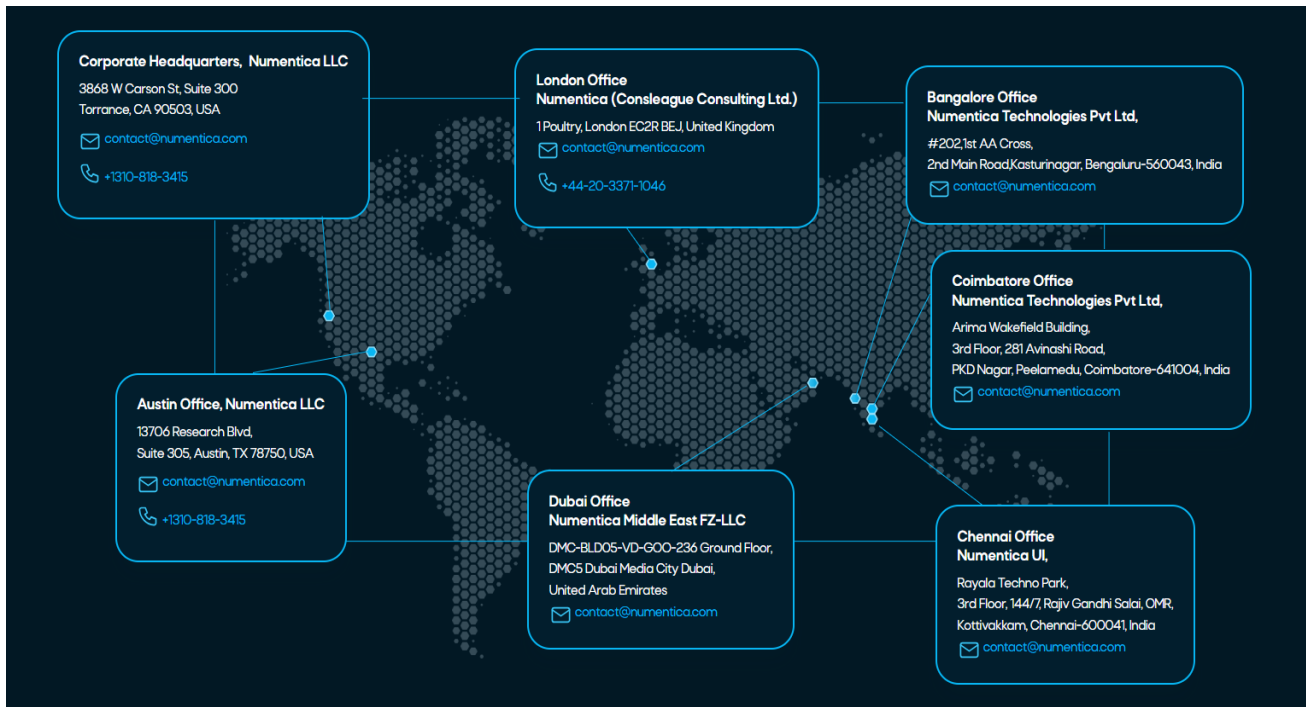 Corporate Headquarters, Numentica LLC
3868 W Carson St, Suite 300
Torrance, CA 90503, USA
contact@numentica.com
+1310-818-3415
London Office
Numentica (Consleague Consulting Ltd.)
1 Poultry, London EC2R BEJ, United Kingdom
contact@numentica.com
+44-20-3371-1046
Bangalore Office
Numentica Technologies Pvt Ltd,
#202,1st AA Cross,
2nd Main Road,Kasturinagar, Bengaluru-560043, India
contact@numentica.com
Coimbatore Office
Numentica Technologies Pvt Ltd,
Arima Wakefield Building,
3rd Floor, 281 Avinashi Road,
PKD Nagar, Peelamedu, Coimbatore-641004, India
contact@numentica.com
Austin Office, Numentica LLC
13706 Research Blvd,
Suite 305, Austin, TX 78750, USA
contact@numentica.com
+1310-818-3415
Dubai Office
Numentica Middle East FZ-LLC
DMC-BLD05-VD-GOO-236 Ground Floor,
DMC5 Dubai Media City Dubai,
United Arab Emirates
contact@numentica.com
Chennai Office
Numentica UI,
Rayala Techno Park,
3rd Floor, 144/7, Rajiv Gandhi Salai, OMR,
Kottivakkam, Chennai-600041, India
contact@numentica.com